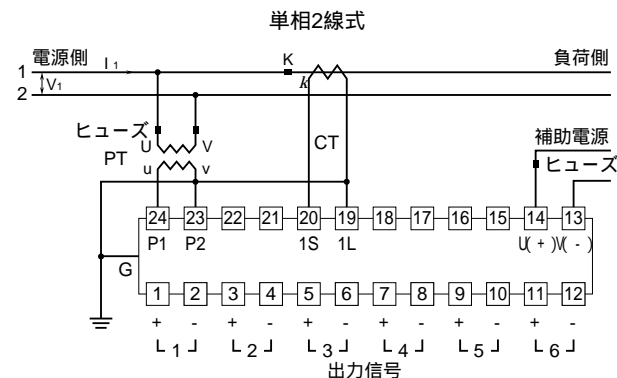 単相2線式
電源側 I1 K 負荷側
1
V1
2
k
ヒューズ U V CT 補助電源
PT u v ヒューズ
24 23 22 21 20 19 18 17 16 15 14 13
P1 P2 1S 1L U( + ) V( - )
G
1 2 3 4 5 6 7 8 9 10 11 12
+ - + - + - + - + - + -
1 2 3 4 5 6
出力信号